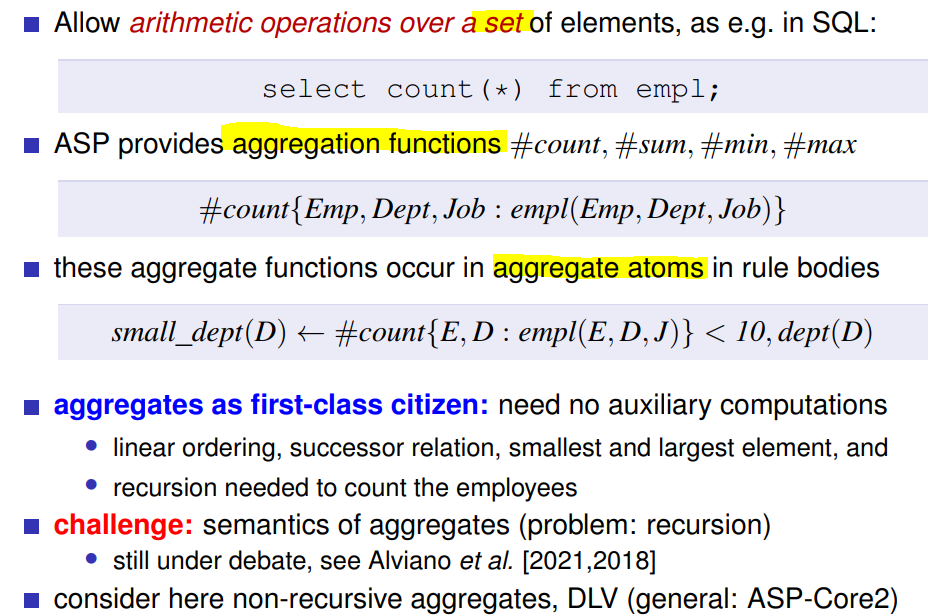 Allow arithmetic operations over a set of elements, as e.g. in SQL:
select count(*) from empl;
ASP provides aggregation functions #count, #sum, #min, #max
#count{Emp, Dept, Job : empl(Emp, Dept, Job)}
these aggregate functions occur in aggregate atoms in rule bodies
small_dept(D) ← #count{E, D : empl(E, D, J)} < 10, dept(D)
aggregates as first-class citizen: need no auxiliary computations
linear ordering, successor relation, smallest and largest element, and
recursion needed to count the employees
challenge: semantics of aggregates (problem: recursion)
still under debate, see Alviano et al. [2021,2018]
consider here non-recursive aggregates, DLV (general: ASP-Core2)